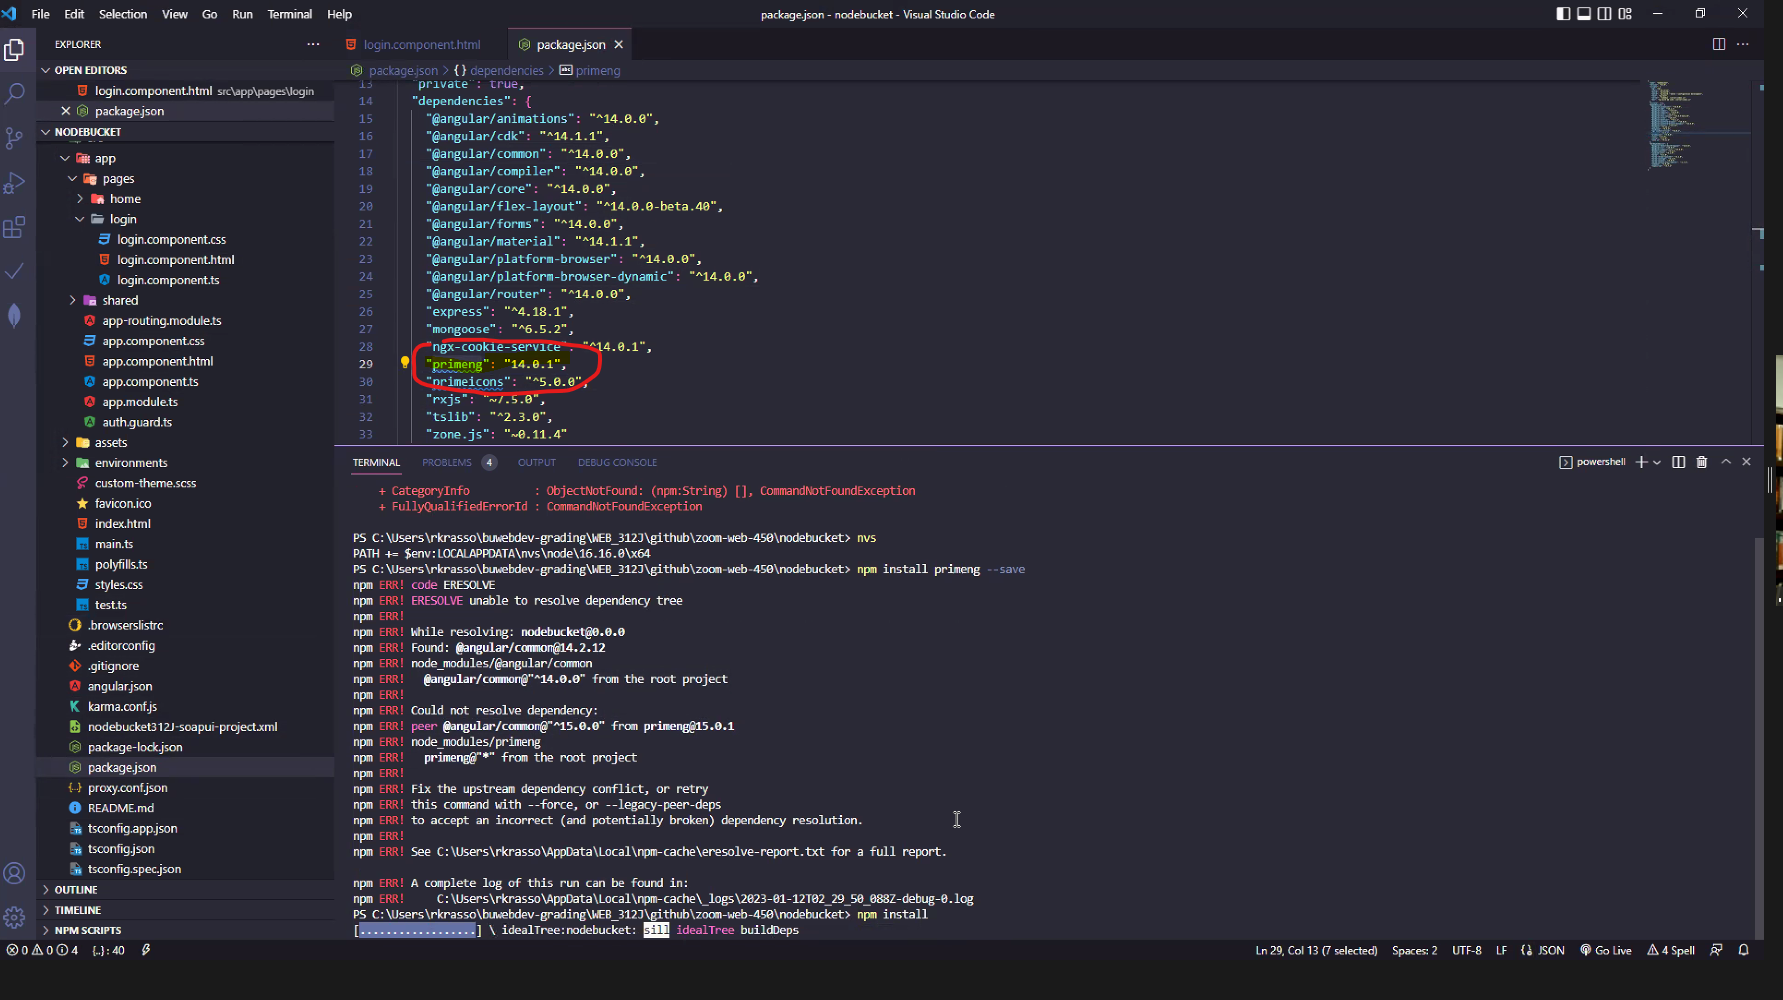 File Edit Selection View Go Run Terminal Help
package.json - nodebucket - Visual Studio Code
EXPLORER
OPEN EDITORS
login.component.html src\app\pages\login
package.json
NODEBUCKET
app
pages
home
login
login.component.css
login.component.html
login.component.ts
shared
app-routing.module.ts
app.component.css
app.component.html
app.component.ts
app.module.ts
auth.guard.ts
assets
environments
custom-theme.scss
favicon.ico
index.html
main.ts
polyfills.ts
styles.css
test.ts
.browserslistrc
.editorconfig
.gitignore
angular.json
karma.conf.js
nodebucket312J-soapui-project.xml
package-lock.json
package.json
proxy.conf.json
README.md
tsconfig.app.json
tsconfig.json
tsconfig.spec.json
OUTLINE
TIMELINE
NPM SCRIPTS
login.component.html package.json
package.json > {} dependencies > primeng
13 "private": true,
14 "dependencies": {
15 "@angular/animations": "^14.0.0",
16 "@angular/cdk": "^14.1.1",
17 "@angular/common": "^14.0.0",
18 "@angular/compiler": "^14.0.0",
19 "@angular/core": "^14.0.0",
20 "@angular/flex-layout": "^14.0.0-beta.40",
21 "@angular/forms": "^14.0.0",
22 "@angular/material": "^14.1.1",
23 "@angular/platform-browser": "^14.0.0",
24 "@angular/platform-browser-dynamic": "^14.0.0",
25 "@angular/router": "^14.0.0",
26 "express": "^4.18.1",
27 "mongoose": "^6.5.2",
28 "ngx-cookie-service": "^14.0.1",
29 "primeng": "14.0.1",
30 "primeicons": "^5.0.0",
31 "rxjs": "~7.5.0",
32 "tslib": "^2.3.0",
33 "zone.js": "~0.11.4"
TERMINAL PROBLEMS 4 OUTPUT DEBUG CONSOLE
powershell
+ CategoryInfo : ObjectNotFound: (npm:String) [], CommandNotFoundException
+ FullyQualifiedErrorId : CommandNotFoundException
PS C:\Users\rkrasso\buwebdev-grading\WEB_312J\github\zoom-web-450\nodebucket> nvs
PATH += $env:LOCALAPPDATA\nvs\node\16.16.0\x64
PS C:\Users\rkrasso\buwebdev-grading\WEB_312J\github\zoom-web-450\nodebucket> npm install primeng --save
npm ERR! code ERESOLVE
npm ERR! ERESOLVE unable to resolve dependency tree
npm ERR!
npm ERR! While resolving: nodebucket@0.0.0
npm ERR! Found: @angular/common@14.2.12
npm ERR! node_modules/@angular/common
npm ERR! @angular/common@"^14.0.0" from the root project
npm ERR!
npm ERR! Could not resolve dependency:
npm ERR! peer @angular/common@"^15.0.0" from primeng@15.0.1
npm ERR! node_modules/primeng
npm ERR! primeng@"*" from the root project
npm ERR!
npm ERR! Fix the upstream dependency conflict, or retry
npm ERR! this command with --force, or --legacy-peer-deps
npm ERR! to accept an incorrect (and potentially broken) dependency resolution.
npm ERR!
npm ERR! See C:\Users\rkrasso\AppData\Local\npm-cache\eresolve-report.txt for a full report.
npm ERR! A complete log of this run can be found in:
npm ERR! C:\Users\rkrasso\AppData\Local\npm-cache\_logs\2023-01-12T02_29_50_088Z-debug-0.log
PS C:\Users\rkrasso\buwebdev-grading\WEB_312J\github\zoom-web-450\nodebucket> npm install
[..................] \ idealTree:nodebucket: sill idealTree buildDeps
0 0 4 {..}: 40
Ln 29, Col 13 (7 selected) Spaces: 2 UTF-8 LF {} JSON Go Live 4 Spell